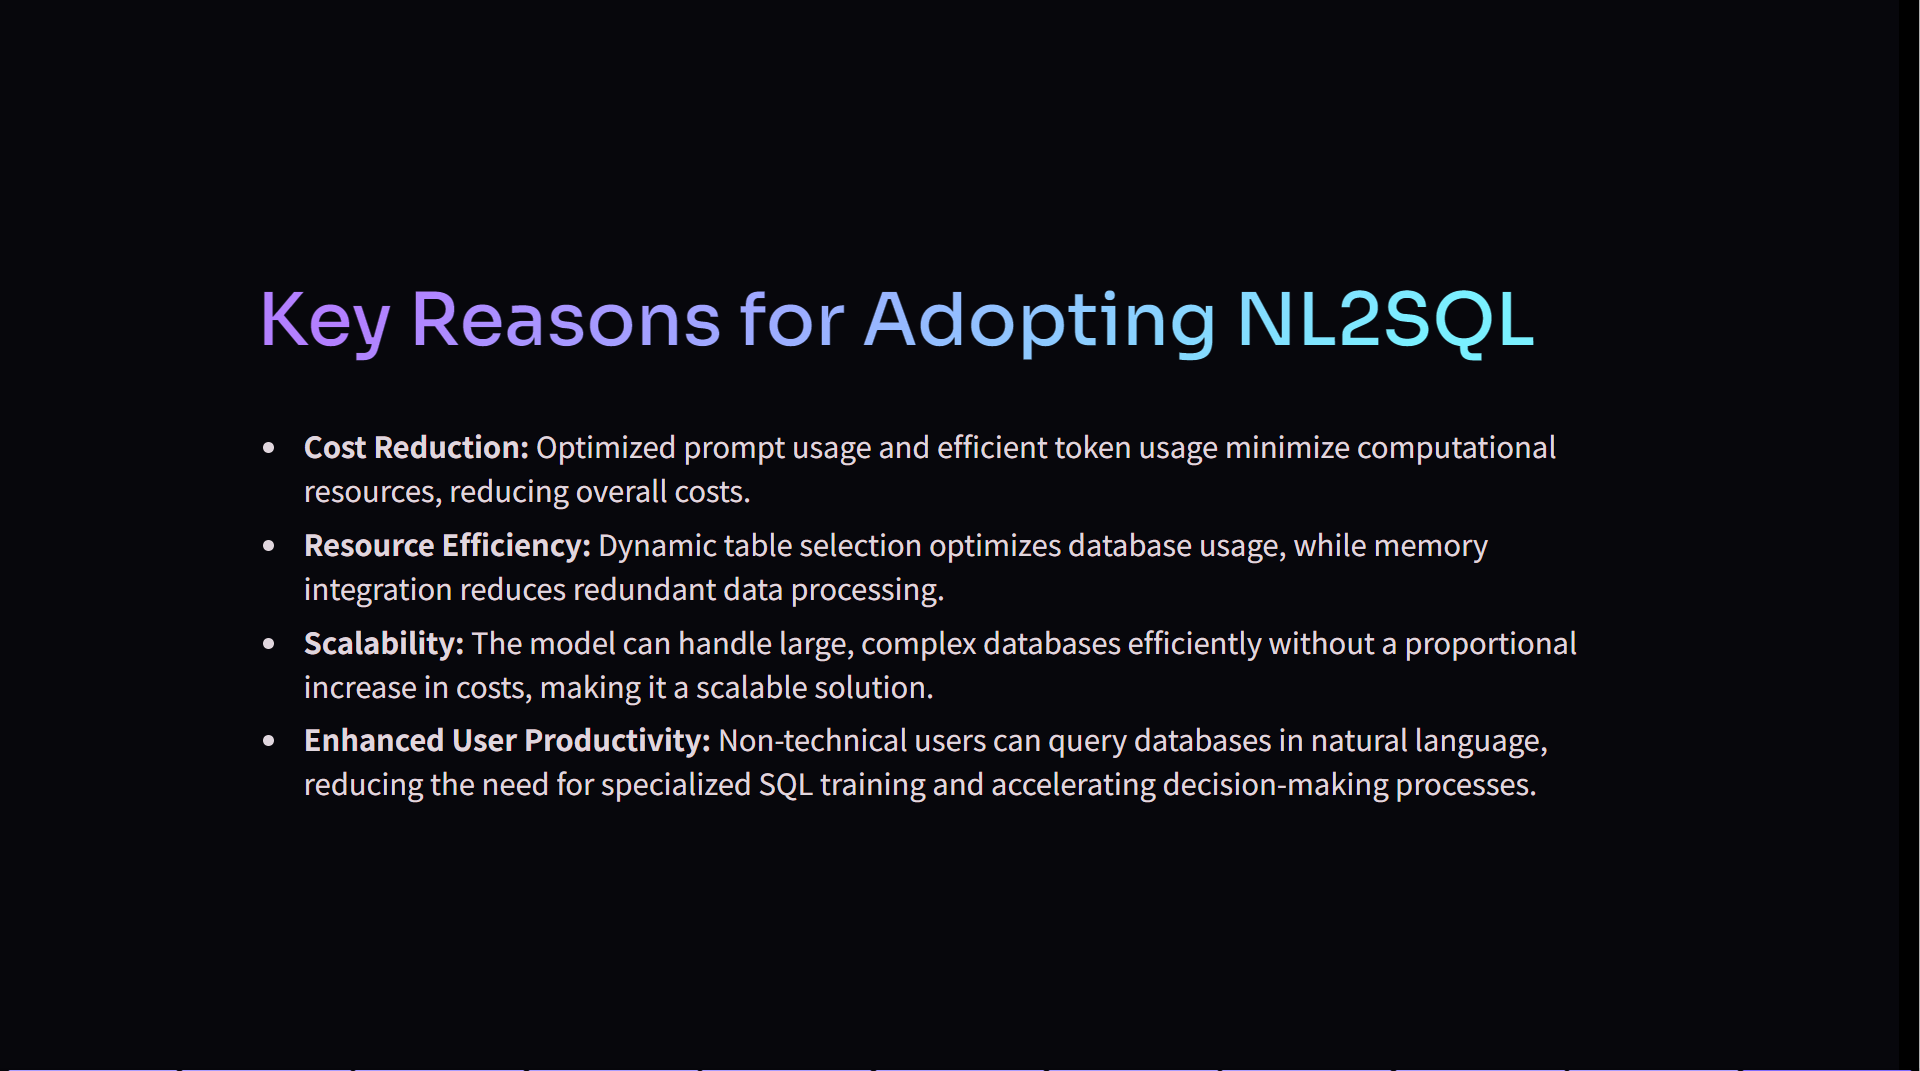 Key Reasons for Adopting NL2SQL
• Cost Reduction: Optimized prompt usage and efficient token usage minimize computational
resources, reducing overall costs.
• Resource Efficiency: Dynamic table selection optimizes database usage, while memory
integration reduces redundant data processing.
• Scalability: The model can handle large, complex databases efficiently without a proportional
increase in costs, making it a scalable solution.
• Enhanced User Productivity: Non-technical users can query databases in natural language,
reducing the need for specialized SQL training and accelerating decision-making processes.